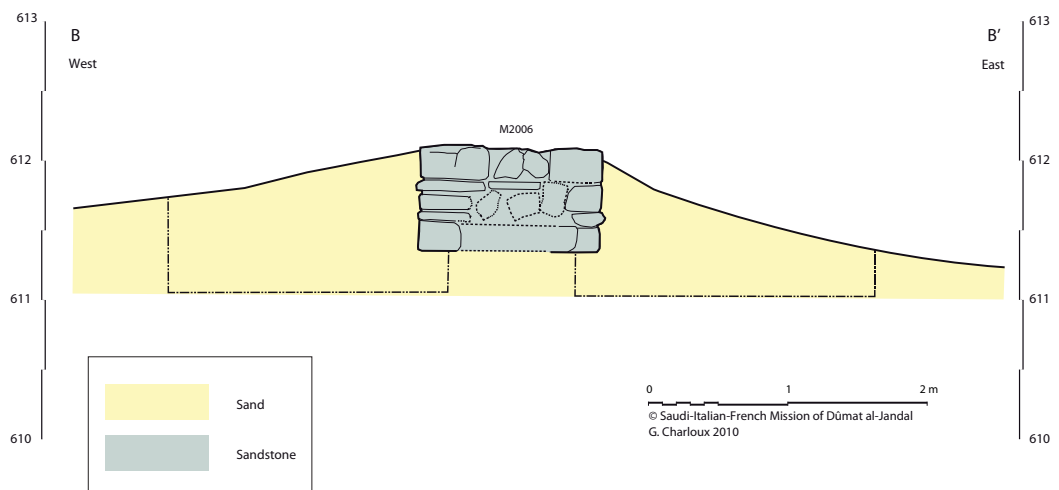 613
613
B
B’
West
East
M2006
612
612
611
611
0 1 2 m
Sand
© Saudi-Italian-French Mission of Dûmat al-Jandal
G. Charloux 2010
610
610
Sandstone